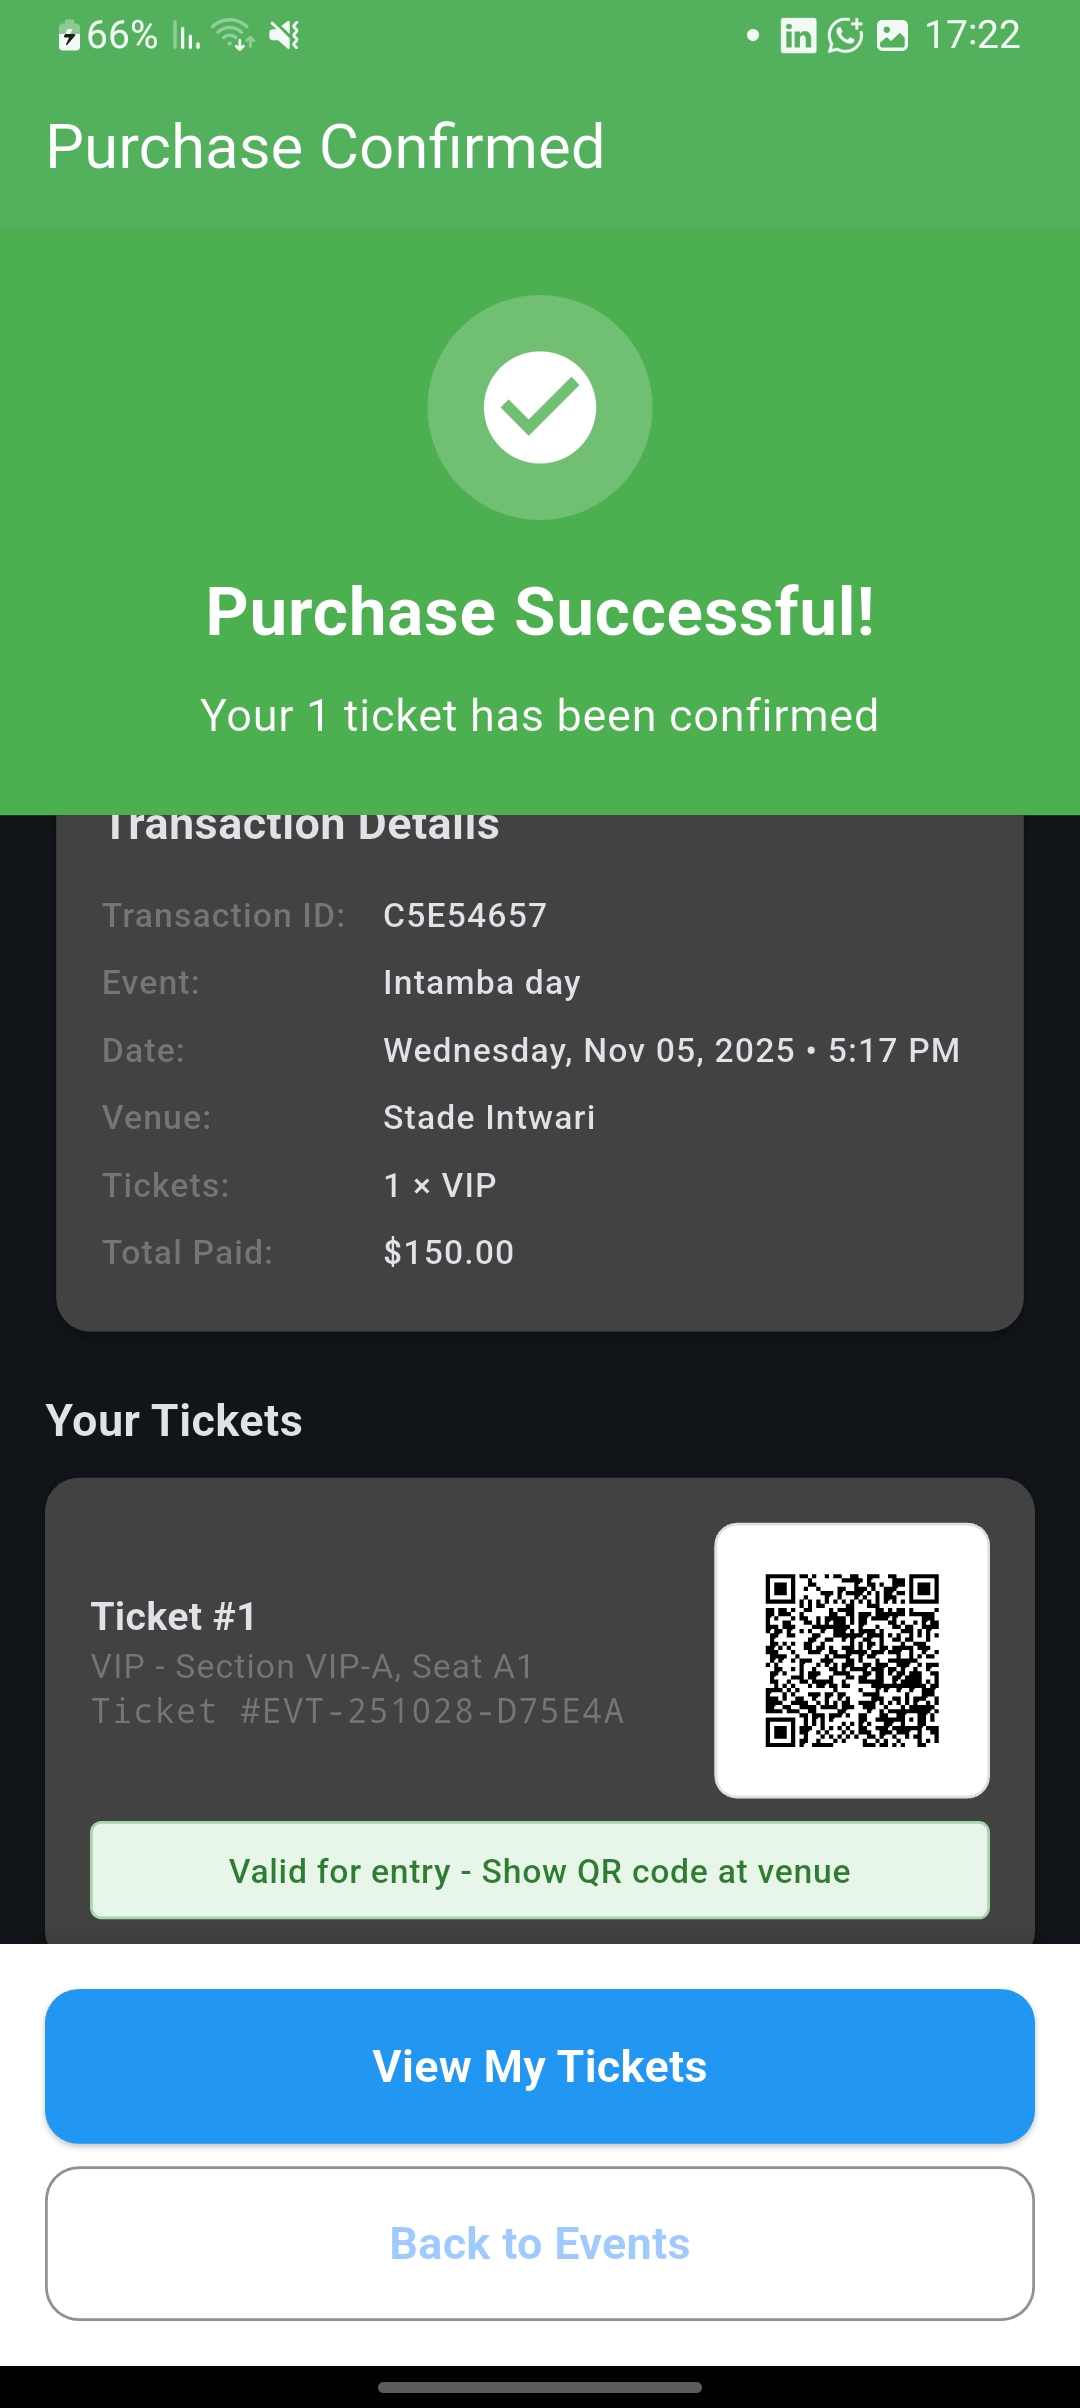 66%
17:22
Purchase Confirmed
Purchase Successful!
Your 1 ticket has been confirmed
Transaction Details
Transaction ID: C5E54657
Event: Intamba day
Date: Wednesday, Nov 05, 2025 • 5:17 PM
Venue: Stade Intwari
Tickets: 1 × VIP
Total Paid: $150.00
Your Tickets
Ticket #1
VIP - Section VIP-A, Seat A1
Ticket #EVT-251028-D75E4A
Valid for entry - Show QR code at venue
View My Tickets
Back to Events